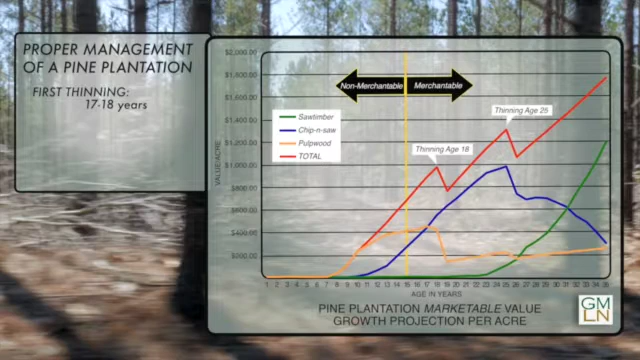 PROPER MANAGEMENT
OF A PINE PLANTATION
FIRST THINNING:
17-18 years
$2,000.00
$1,800.00
$1,600.00
$1,400.00
$1,200.00
$1,000.00
$800.00
$600.00
$400.00
$200.00
VALUE/ACRE
Non-Merchantable
Merchantable
Sawtimber
Chip-n-saw
Pulpwood
TOTAL
Thinning Age 18
Thinning Age 25
1 2 3 4 5 6 7 8 9 10 11 12 13 14 15 16 17 18 19 20 21 22 23 24 25 26 27 28 29 30 31 32 33 34 35
AGE IN YEARS
PINE PLANTATION MARKETABLE VALUE
GROWTH PROJECTION PER ACRE
GM
LN